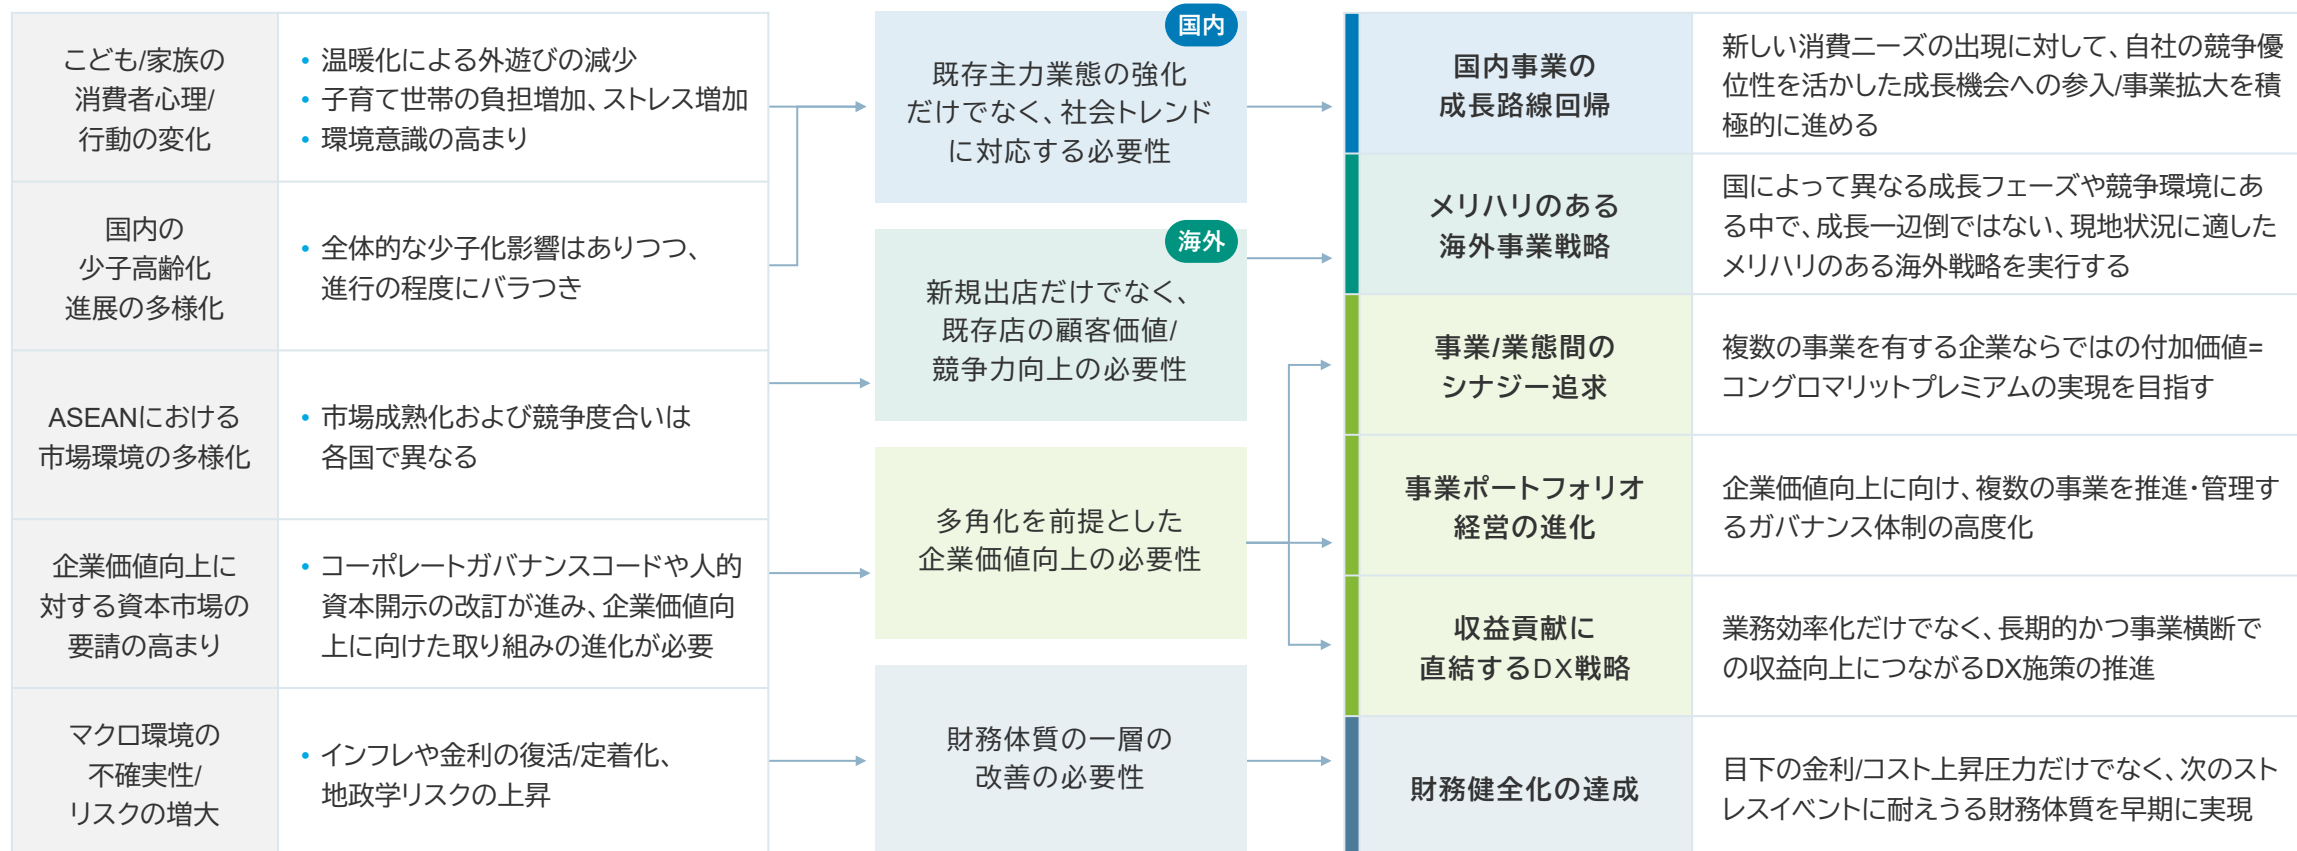 こども/家族の
消費者心理/
行動の変化
• 温暖化による外遊びの減少
• 子育て世帯の負担増加、ストレス増加
• 環境意識の高まり
国内の
少子高齢化
進展の多様化
• 全体的な少子化影響はありつつ、
進行の程度にバラつき
ASEANにおける
市場環境の多様化
• 市場成熟化および競争度合いは
各国で異なる
企業価値向上に
対する資本市場の
要請の高まり
• コーポレートガバナンスコードや人的
資本開示の改訂が進み、企業価値向
上に向けた取り組みの進化が必要
マクロ環境の
不確実性/
リスクの増大
• インフレや金利の復活/定着化、
地政学リスクの上昇
国内
既存主力業態の強化
だけでなく、社会トレンド
に対応する必要性
海外
新規出店だけでなく、
既存店の顧客価値/
競争力向上の必要性
多角化を前提とした
企業価値向上の必要性
財務体質の一層の
改善の必要性
国内事業の
成長路線回帰
新しい消費ニーズの出現に対して、自社の競争優
位性を活かした成長機会への参入/事業拡大を積
極的に進める
メリハリのある
海外事業戦略
国によって異なる成長フェーズや競争環境にあ
る中で、成長一辺倒ではない、現地状況に適した
メリハリのある海外戦略を実行する
事業/業態間の
シナジー追求
複数の事業を有する企業ならではの付加価値=
コングロマリットプレミアムの実現を目指す
事業ポートフォリオ
経営の進化
企業価値向上に向け、複数の事業を推進・管理す
るガバナンス体制の高度化
収益貢献に
直結するDX戦略
業務効率化だけでなく、長期的かつ事業横断で
の収益向上につながるDX施策の推進
財務健全化の達成
目下の金利/コスト上昇圧力だけでなく、次のスト
レスイベントに耐えうる財務体質を早期に実現